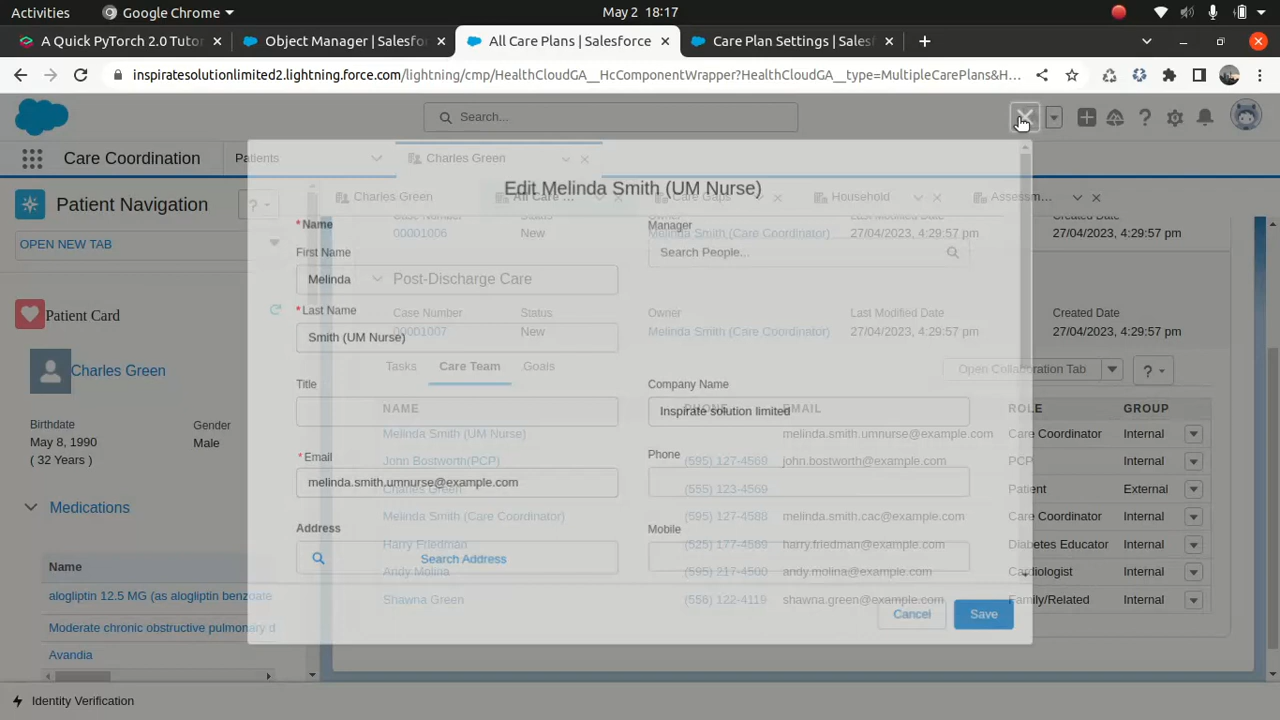 Activities
Google Chrome
May 2 18:17
A Quick PyTorch 2.0 Tutor
Object Manager | Salesfo
All Care Plans | Salesforce
Care Plan Settings | Sales
inspiratesolutionlimited2.lightning.force.com/lightning/cmp/HealthCloudGA__HcComponentWrapper?HealthCloudGA__type=MultipleCarePlans&H...
Search...
Care Coordination
Patients
Charles Green
Patient Navigation
?
OPEN NEW TAB
Charles Green
All Care ...
Care Gaps
Household
Assessm...
Edit Melinda Smith (UM Nurse)
Case Number
Status
Owner
Last Modified Date
Created Date
00001006
New
Melinda Smith (Care Coordinator)
27/04/2023, 4:29:57 pm
27/04/2023, 4:29:57 pm
*Name
Manager
First Name
Search People...
Melinda
Post-Discharge Care
*Last Name
Smith (UM Nurse)
Case Number
Status
Owner
Last Modified Date
Created Date
00001007
New
Melinda Smith (Care Coordinator)
27/04/2023, 4:29:57 pm
27/04/2023, 4:29:57 pm
Patient Card
Charles Green
Birthdate
May 8, 1990
( 32 Years )
Gender
Male
Medications
Name
alogliptin 12.5 MG (as alogliptin benzoate
Moderate chronic obstructive pulmonary d
Avandia
Tasks
Care Team
Goals
Open Collaboration Tab
?
Title
Company Name
Inspirate solution limited
*Email
melinda.smith.umnurse@example.com
Phone
Address
Search Address
Mobile
NAME
PHONE
EMAIL
ROLE
GROUP
Melinda Smith (UM Nurse)
melinda.smith.umnurse@example.com
Care Coordinator
Internal
John Bostworth(PCP)
(595) 127-4569
john.bostworth@example.com
PCP
Internal
Charles Green
(555) 123-4569
Patient
External
Melinda Smith (Care Coordinator)
(595) 127-4588
melinda.smith.cac@example.com
Care Coordinator
Internal
Harry Friedman
(525) 177-4569
harry.friedman@example.com
Diabetes Educator
Internal
Andy Molina
(595) 217-4500
andy.molina@example.com
Cardiologist
Internal
Shawna Green
(556) 122-4119
shawna.green@example.com
Family/Related
Internal
Cancel
Save
Identity Verification